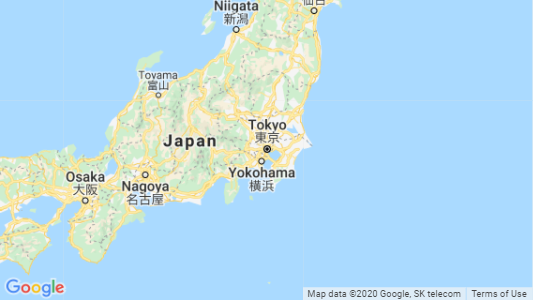 仙台
Niigata
新潟
Toyama
富山
Tokyo
東京
Japan
Yokohama
横浜
Osaka
大阪
Nagoya
名古屋
Google
Map data ©2020 Google, SK telecom
Terms of Use